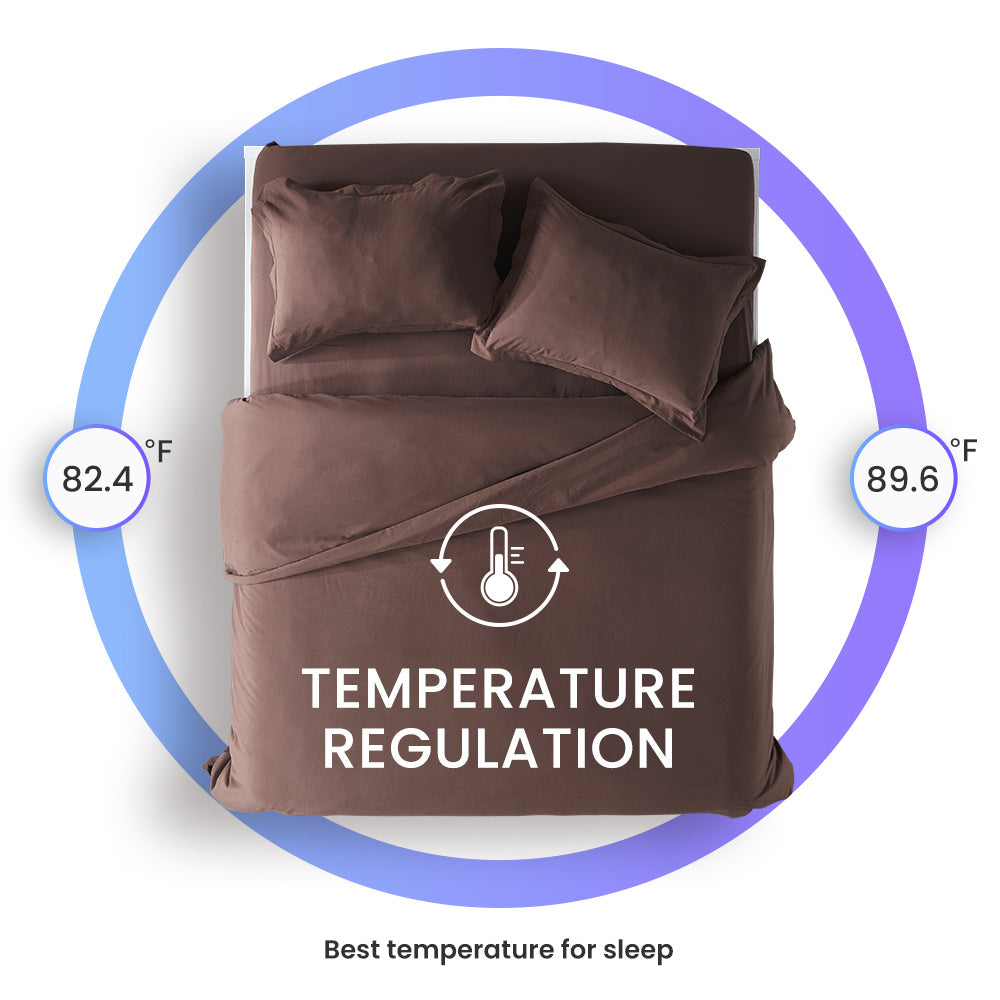 82.4 °F
89.6 °F
TEMPERATURE
REGULATION
Best temperature for sleep